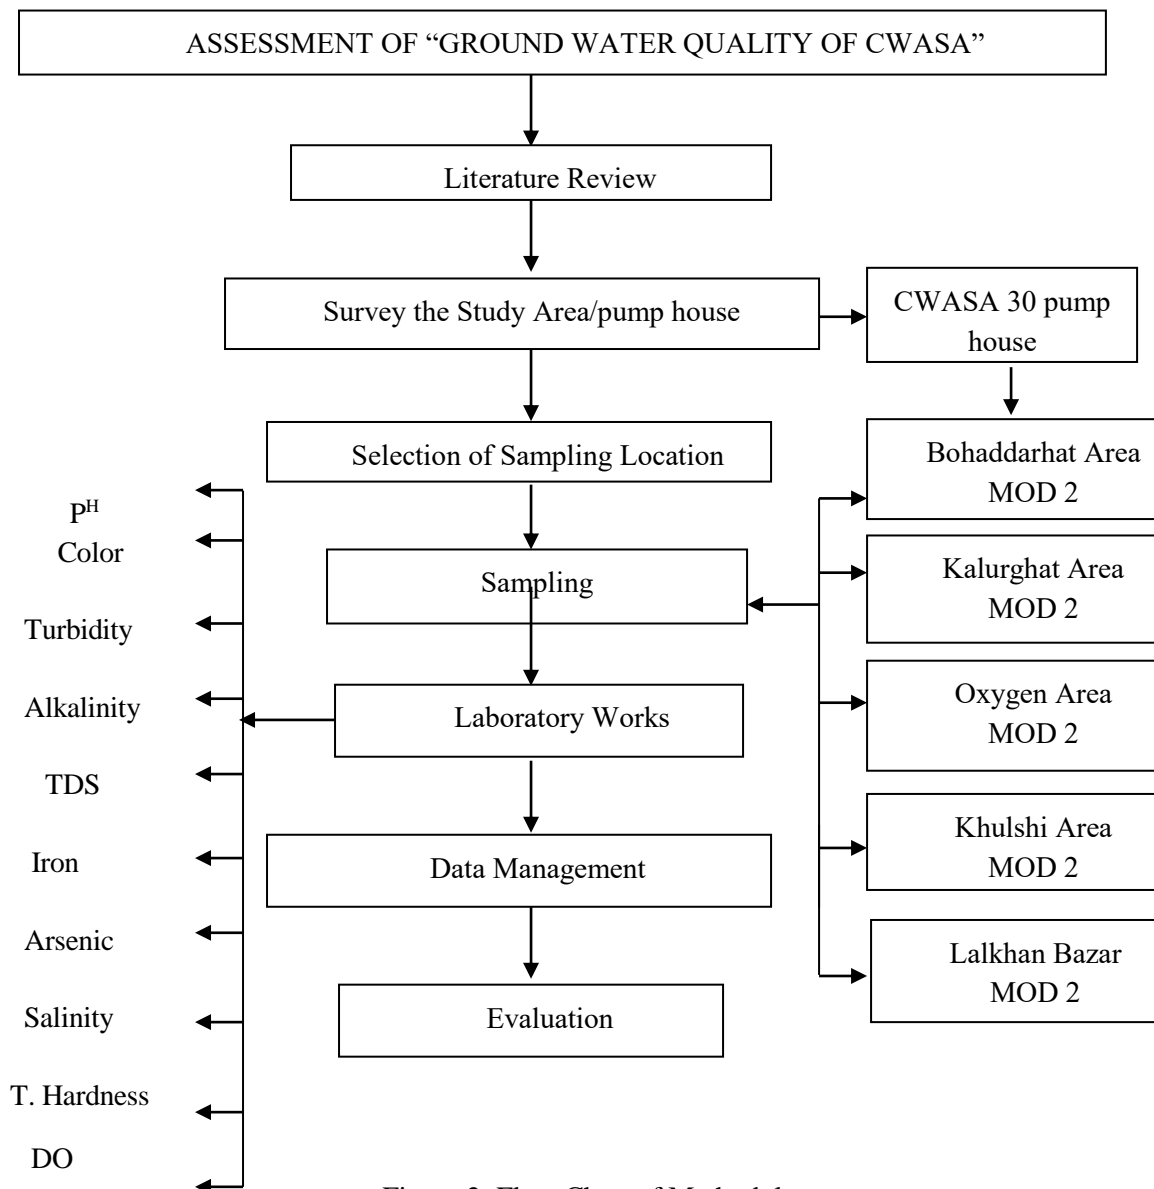 ASSESSMENT OF “GROUND WATER QUALITY OF CWASA”
Literature Review
Survey the Study Area/pump house
CWASA 30 pump
house
Selection of Sampling Location
Bohaddarhat Area
MOD 2
P^H
Color
Sampling
Kalurghat Area
MOD 2
Turbidity
Alkalinity
Laboratory Works
Oxygen Area
MOD 2
TDS
Iron
Data Management
Khulshi Area
MOD 2
Arsenic
Salinity
Evaluation
Lalkhan Bazar
MOD 2
T. Hardness
DO